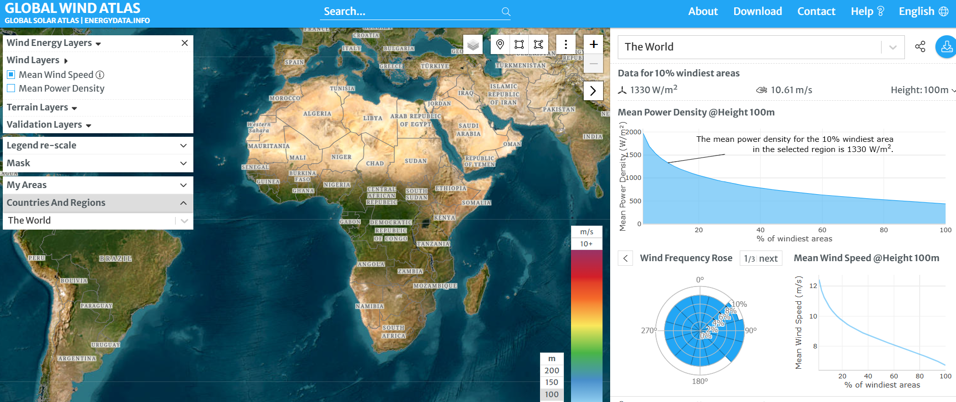 GLOBAL WIND ATLAS
GLOBAL SOLAR ATLAS | ENERGYDATA.INFO
Search...
About
Download
Contact
Help
English
Wind Energy Layers
Wind Layers
Mean Wind Speed
Mean Power Density
Terrain Layers
Validation Layers
Legend re-scale
Mask
My Areas
Countries And Regions
The World
SPAIN
ITALY
BULGARIA
GREECE
TÜRKIYE
TURKMENISTAN
TUNISIA
MOROCCO
ALGERIA
LIBYA
ARAB REPUBLIC
OF EGYPT
JORDAN
IRAQ
ISLAMIC
REPUBLIC
OF IRAN
PAKISTAN
SAUDI
ARABIA
OMAN
INDIA
Western
Sahara
MAURITANIA
MALI
NIGER
CHAD
SUDAN
REPUBLIC
OF YEMEN
SENEGAL
BURKINA
FASO
GUINEA
GHANA
NIGERIA
CENTRAL
AFRICAN
REPUBLIC
SOUTH
SUDAN
ETHIOPIA
SOMALIA
GABON
DEMOCRATIC
REPUBLIC
OF CONGO
KENYA
TANZANIA
ANGOLA
ZAMBIA
MOZAMBIQUE
NAMIBIA
SOUTH
AFRICA
PERU
BRAZIL
BOLIVIA
PARAGUAY
URUGUAY
ARGENTINA
m/s
10+
m
200
150
100
The World
Data for 10% windiest areas
1330 W/m²
10.61 m/s
Height: 100m
Mean Power Density @Height 100m
Mean Power Density (W/m²)
2000
1500
1000
500
0
The mean power density for the 10% windiest area
in the selected region is 1330 W/m².
20
40
60
80
100
% of windiest areas
Wind Frequency Rose
1/3 next
0°
90°
180°
270°
10%
Mean Wind Speed @Height 100m
Mean Wind Speed (m/s)
12
10
8
20
40
60
80
100
% of windiest areas